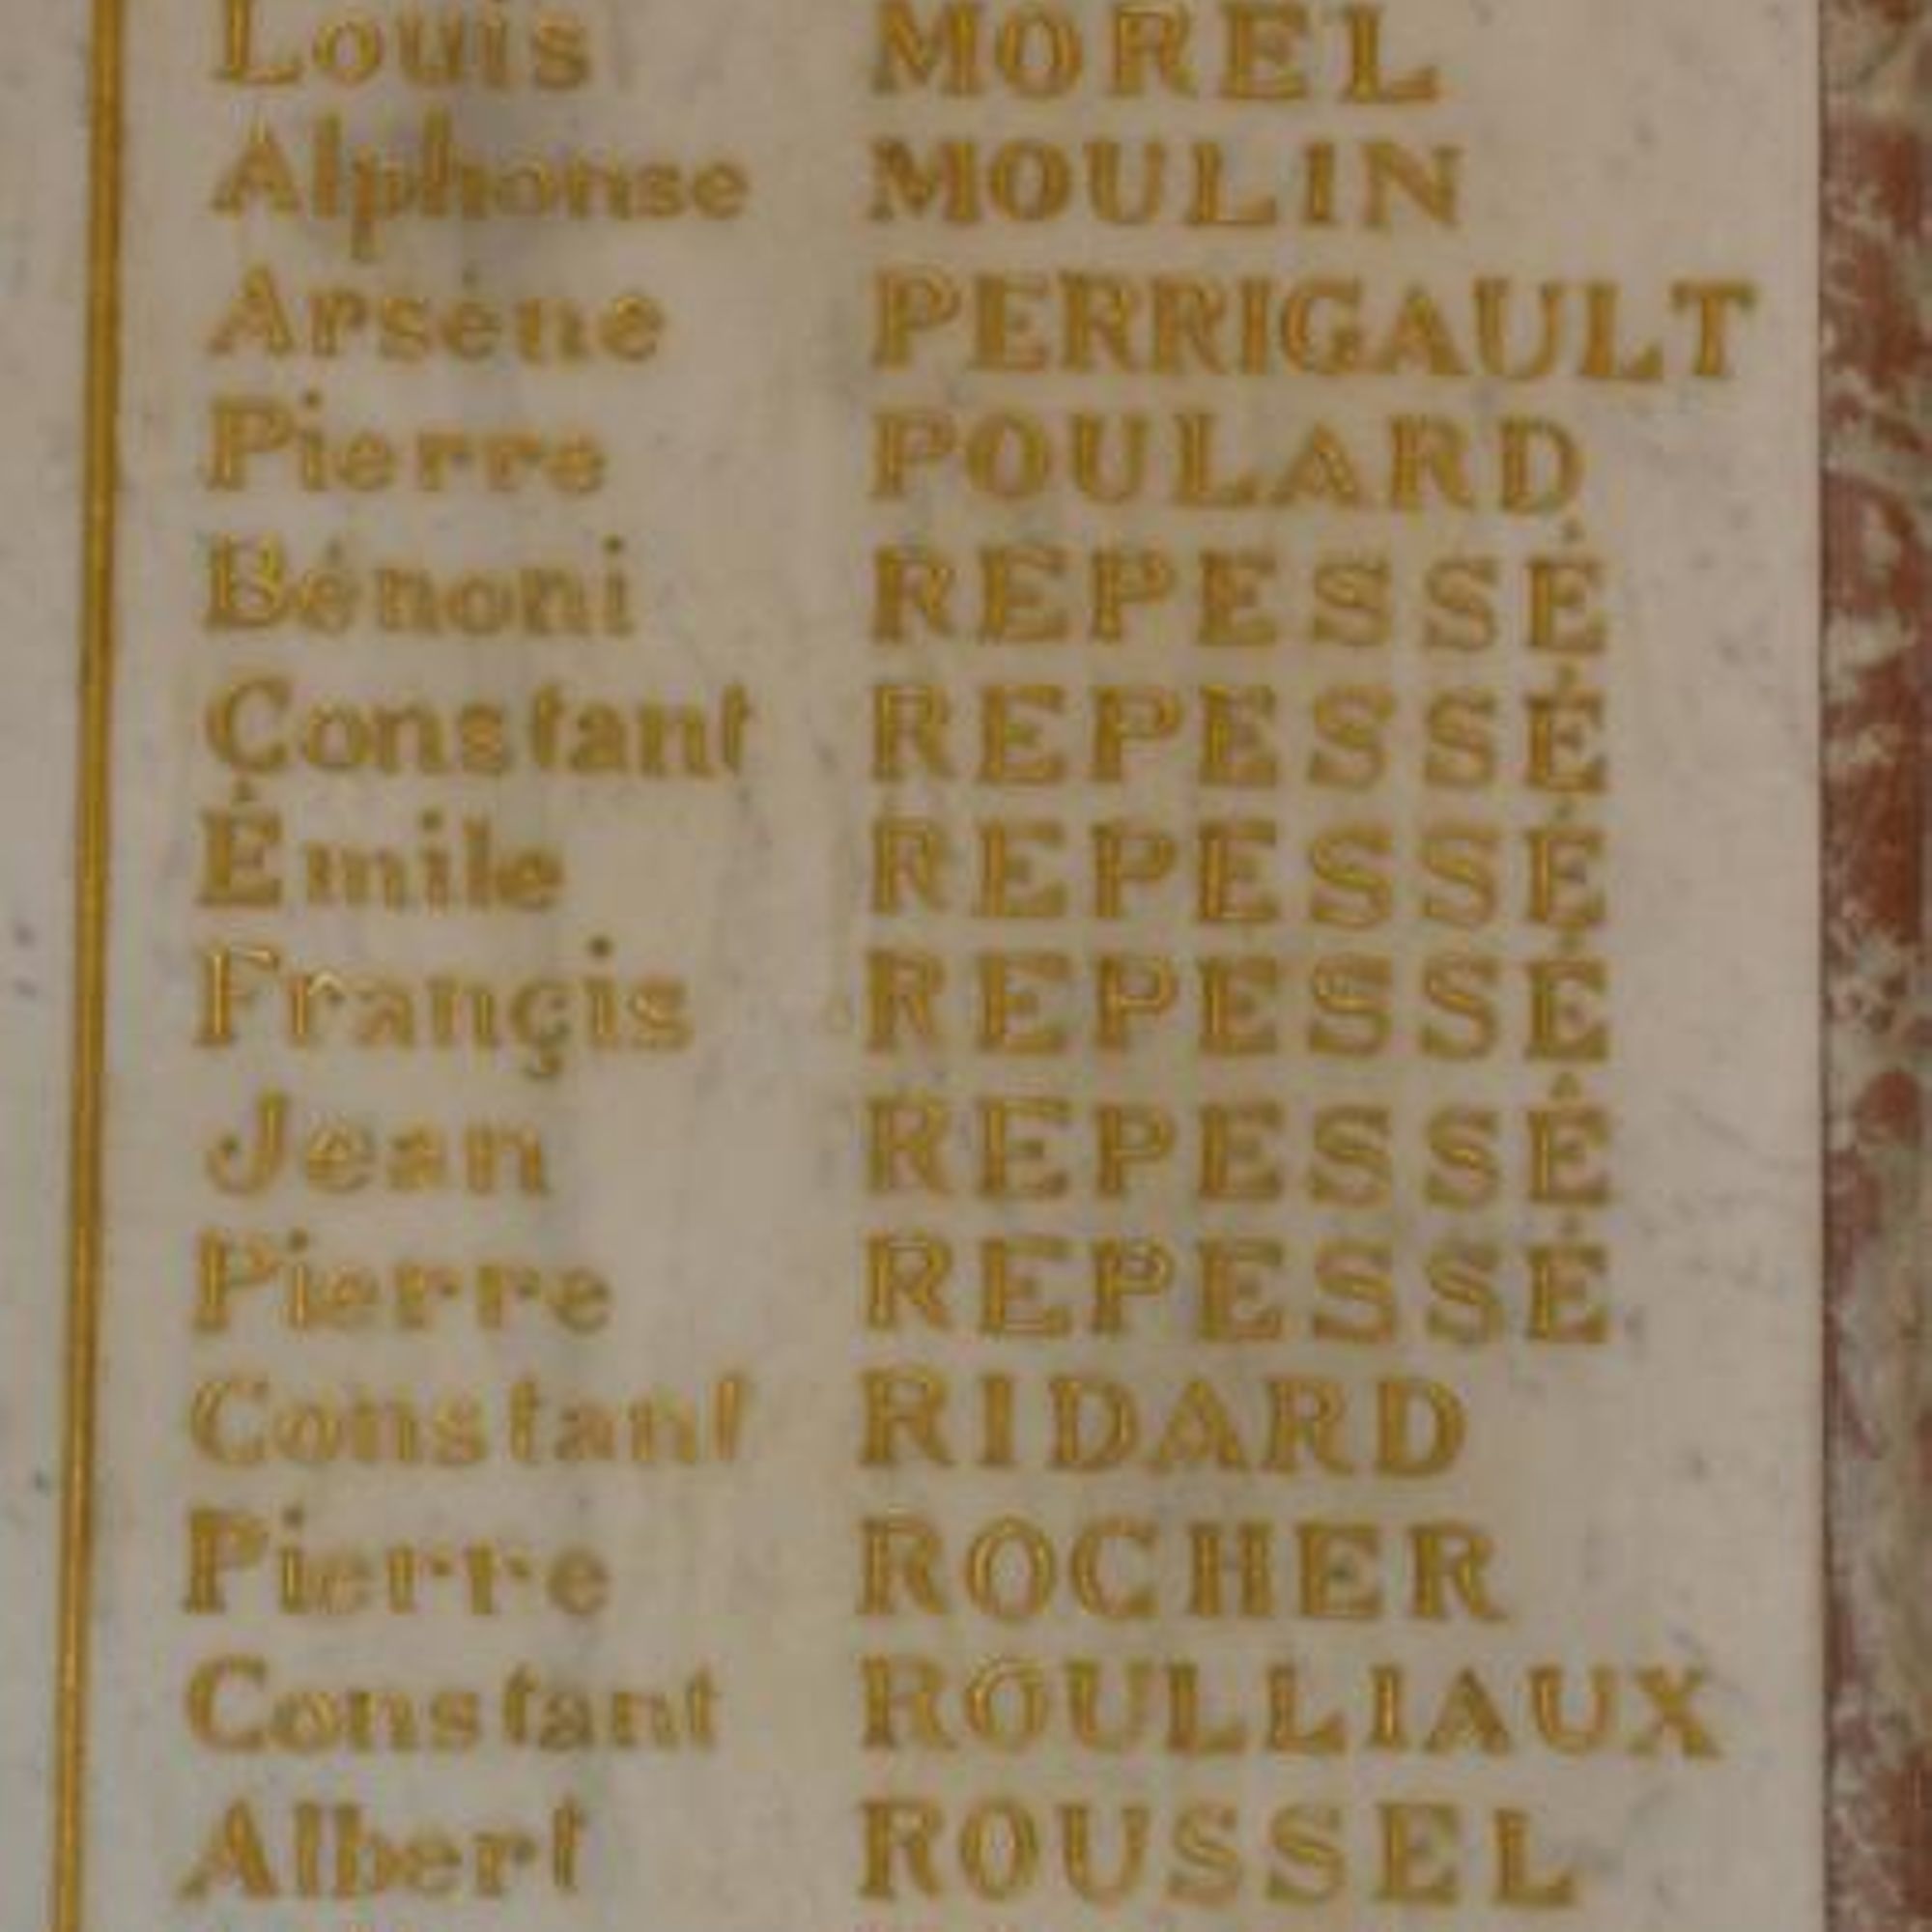 Louis MOREL
Alphonse MOULIN
Arsène PERRIGAULT
Pierre POULARD
Bénoni REPESSÉ
Constant REPESSÉ
Émile REPESSÉ
Françis REPESSÉ
Jean REPESSÉ
Pierre REPESSÉ
Constant RIDARD
Pierre ROCHER
Constant ROULLIAUX
Albert ROUSSEL